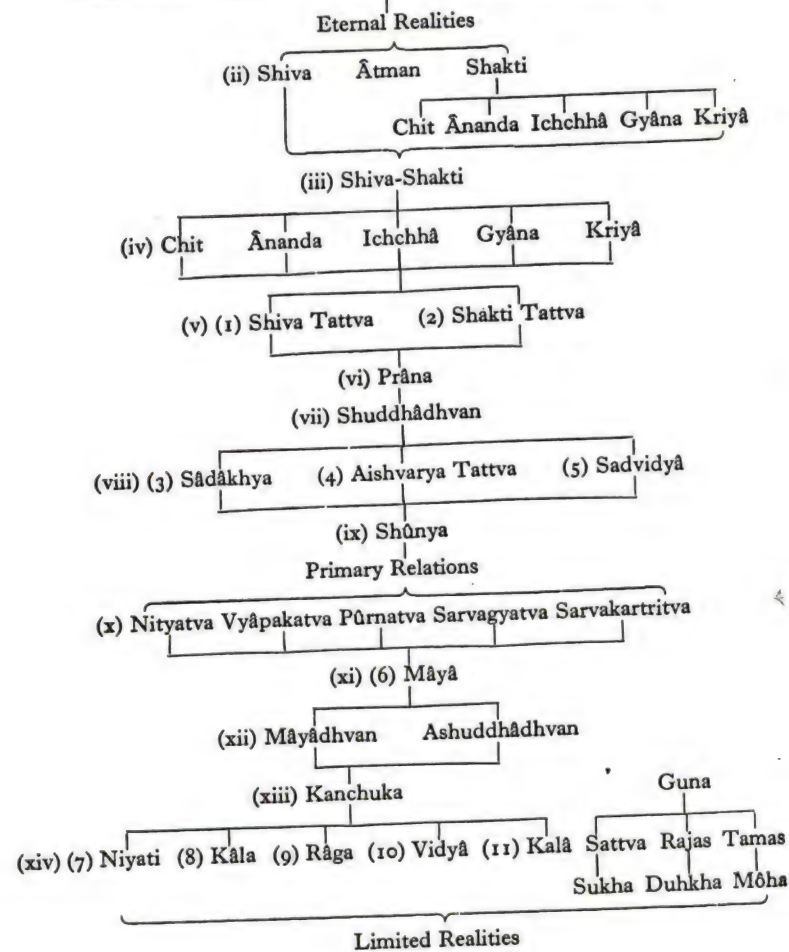 Eternal Realities
(ii) Shiva Âtman Shakti
Chit Ânanda Ichchhâ Gyâna Kriyâ
(iii) Shiva-Shakti
(iv) Chit Ânanda Ichchhâ Gyâna Kriyâ
(v) (1) Shiva Tattva (2) Shakti Tattva
(vi) Prâna
(vii) Shuddhâdhvan
(viii) (3) Sâdâkhya (4) Aishvarya Tattva (5) Sadvidyâ
(ix) Shûnya
Primary Relations
(x) Nityatva Vyâpakatva Pûrnatva Sarvagyatva Sarvakartritva
(xi) (6) Mâyâ
(xii) Mâyâdhvan Ashuddhâdhvan
(xiii) Kanchuka
Guna
(xiv) (7) Niyati (8) Kâla (9) Râga (10) Vidyâ (11) Kalâ Sattva Rajas Tamas
Sukha Duhkha Môha
Limited Realities